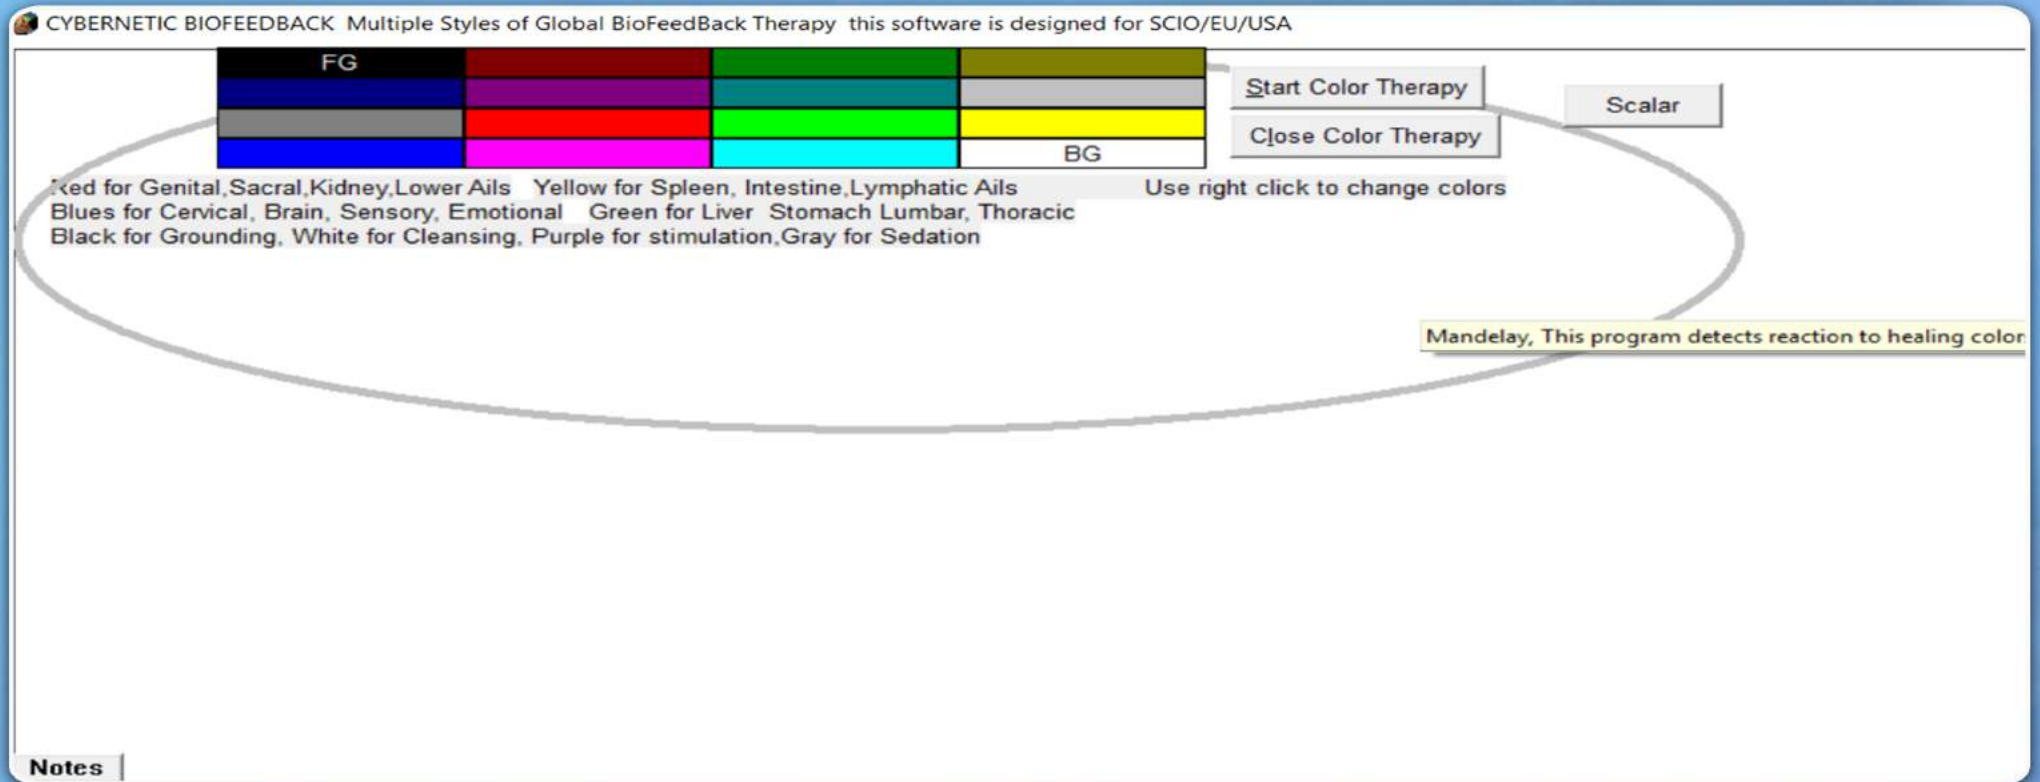 CYBERNETIC BIOFEEDBACK Multiple Styles of Global BioFeedBack Therapy this software is designed for SCIO/EU/USA
FG
Start Color Therapy
Scalar
Close Color Therapy
BG
Red for Genital,Sacral,Kidney,Lower Ails Yellow for Spleen, Intestine,Lymphatic Ails Use right click to change colors
Blues for Cervical, Brain, Sensory, Emotional Green for Liver Stomach Lumbar, Thoracic
Black for Grounding, White for Cleansing, Purple for stimulation,Gray for Sedation
Mandelay, This program detects reaction to healing color
Notes